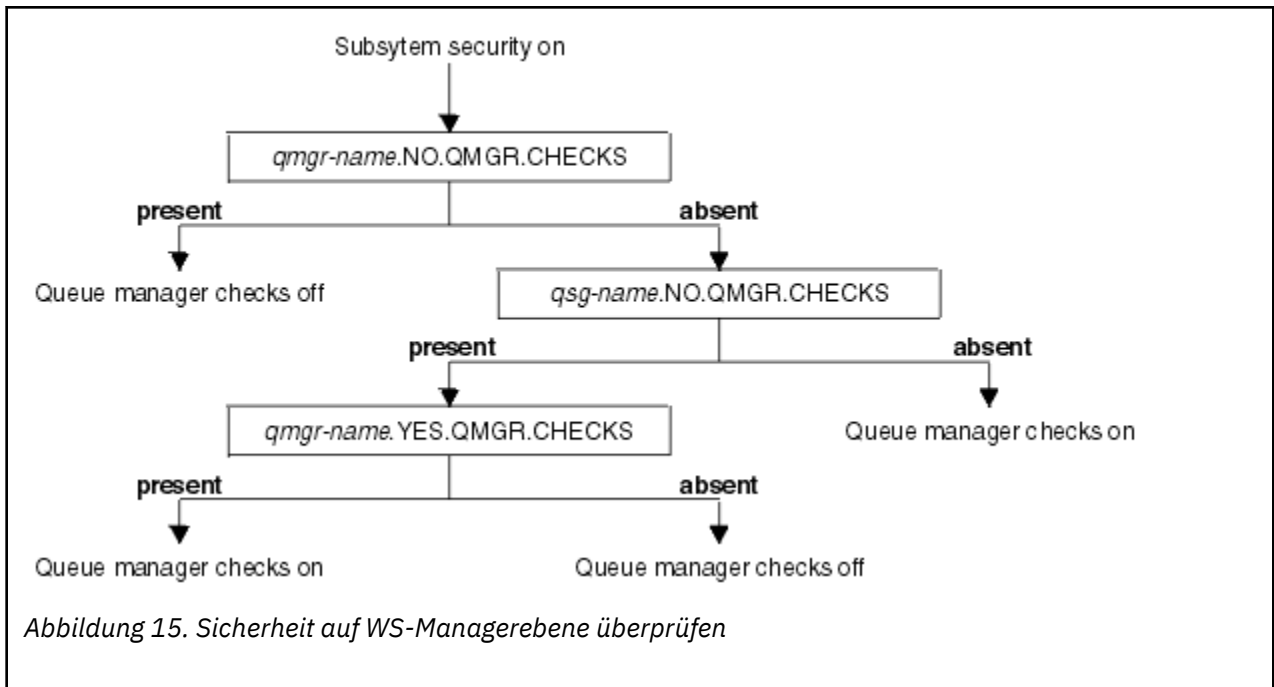 Subsytem security on
qmgr-name.NO.QMGR.CHECKS
present
absent
Queue manager checks off
qsg-name.NO.QMGR.CHECKS
present
absent
qmgr-name.YES.QMGR.CHECKS
Queue manager checks on
present
absent
Queue manager checks on
Queue manager checks off
Abbildung 15. Sicherheit auf WS-Managerebene überprüfen